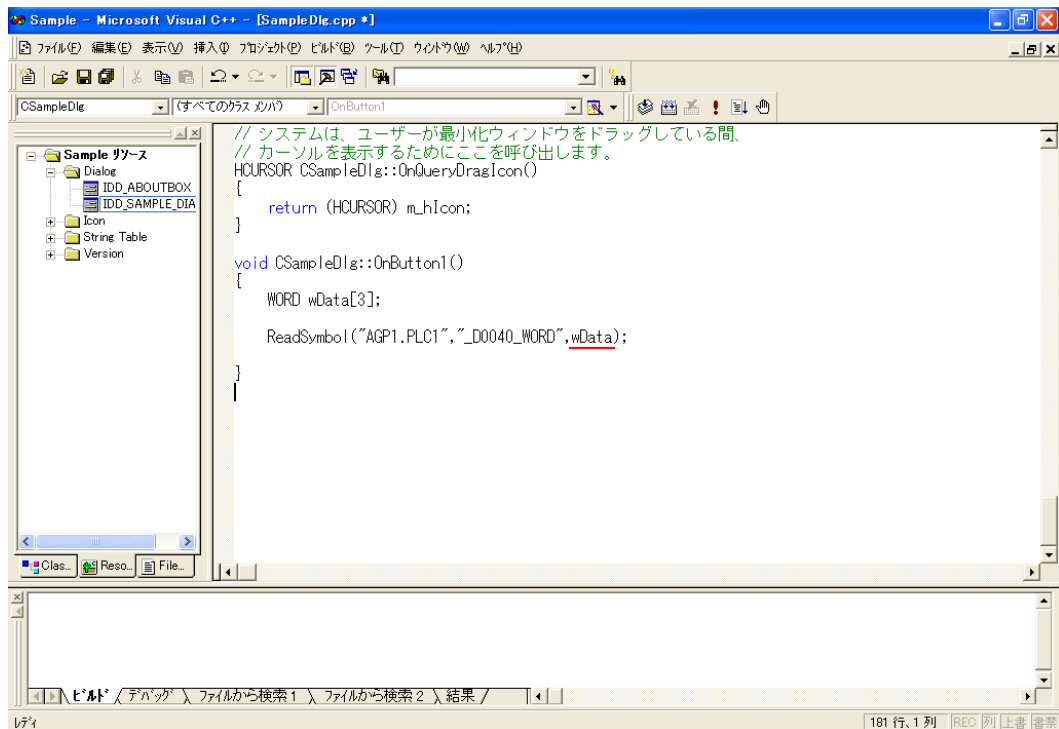 Sample - Microsoft Visual C++ - [SampleDlg.cpp *]
ファイル(F) 編集(E) 表示(V) 挿入(I) プロジェクト(P) ビルド(B) ツール(T) ウィンドウ(W) ヘルプ(H)
CSampleDlg (すべてのクラス メンバ) OnButton1
Sample リソース
Dialog
IDD_ABOUTBOX
IDD_SAMPLE_DIA
Icon
String Table
Version
Clas... Reso... File...
// システムは、ユーザーが最小化ウィンドウをドラッグしている間、
// カーソルを表示するためにここを呼び出します。
HCURSOR CSampleDlg::OnQueryDragIcon()
{
return (HCURSOR) m_hIcon;
}
void CSampleDlg::OnButton1()
{
WORD wData[3];
ReadSymbol("AGP1.PLC1","_D0040_WORD",wData);
}
ビルド デバッグ ファイルから検索 1 ファイルから検索 2 結果
レディ 181 行、1 列 REC 列 上書 書禁